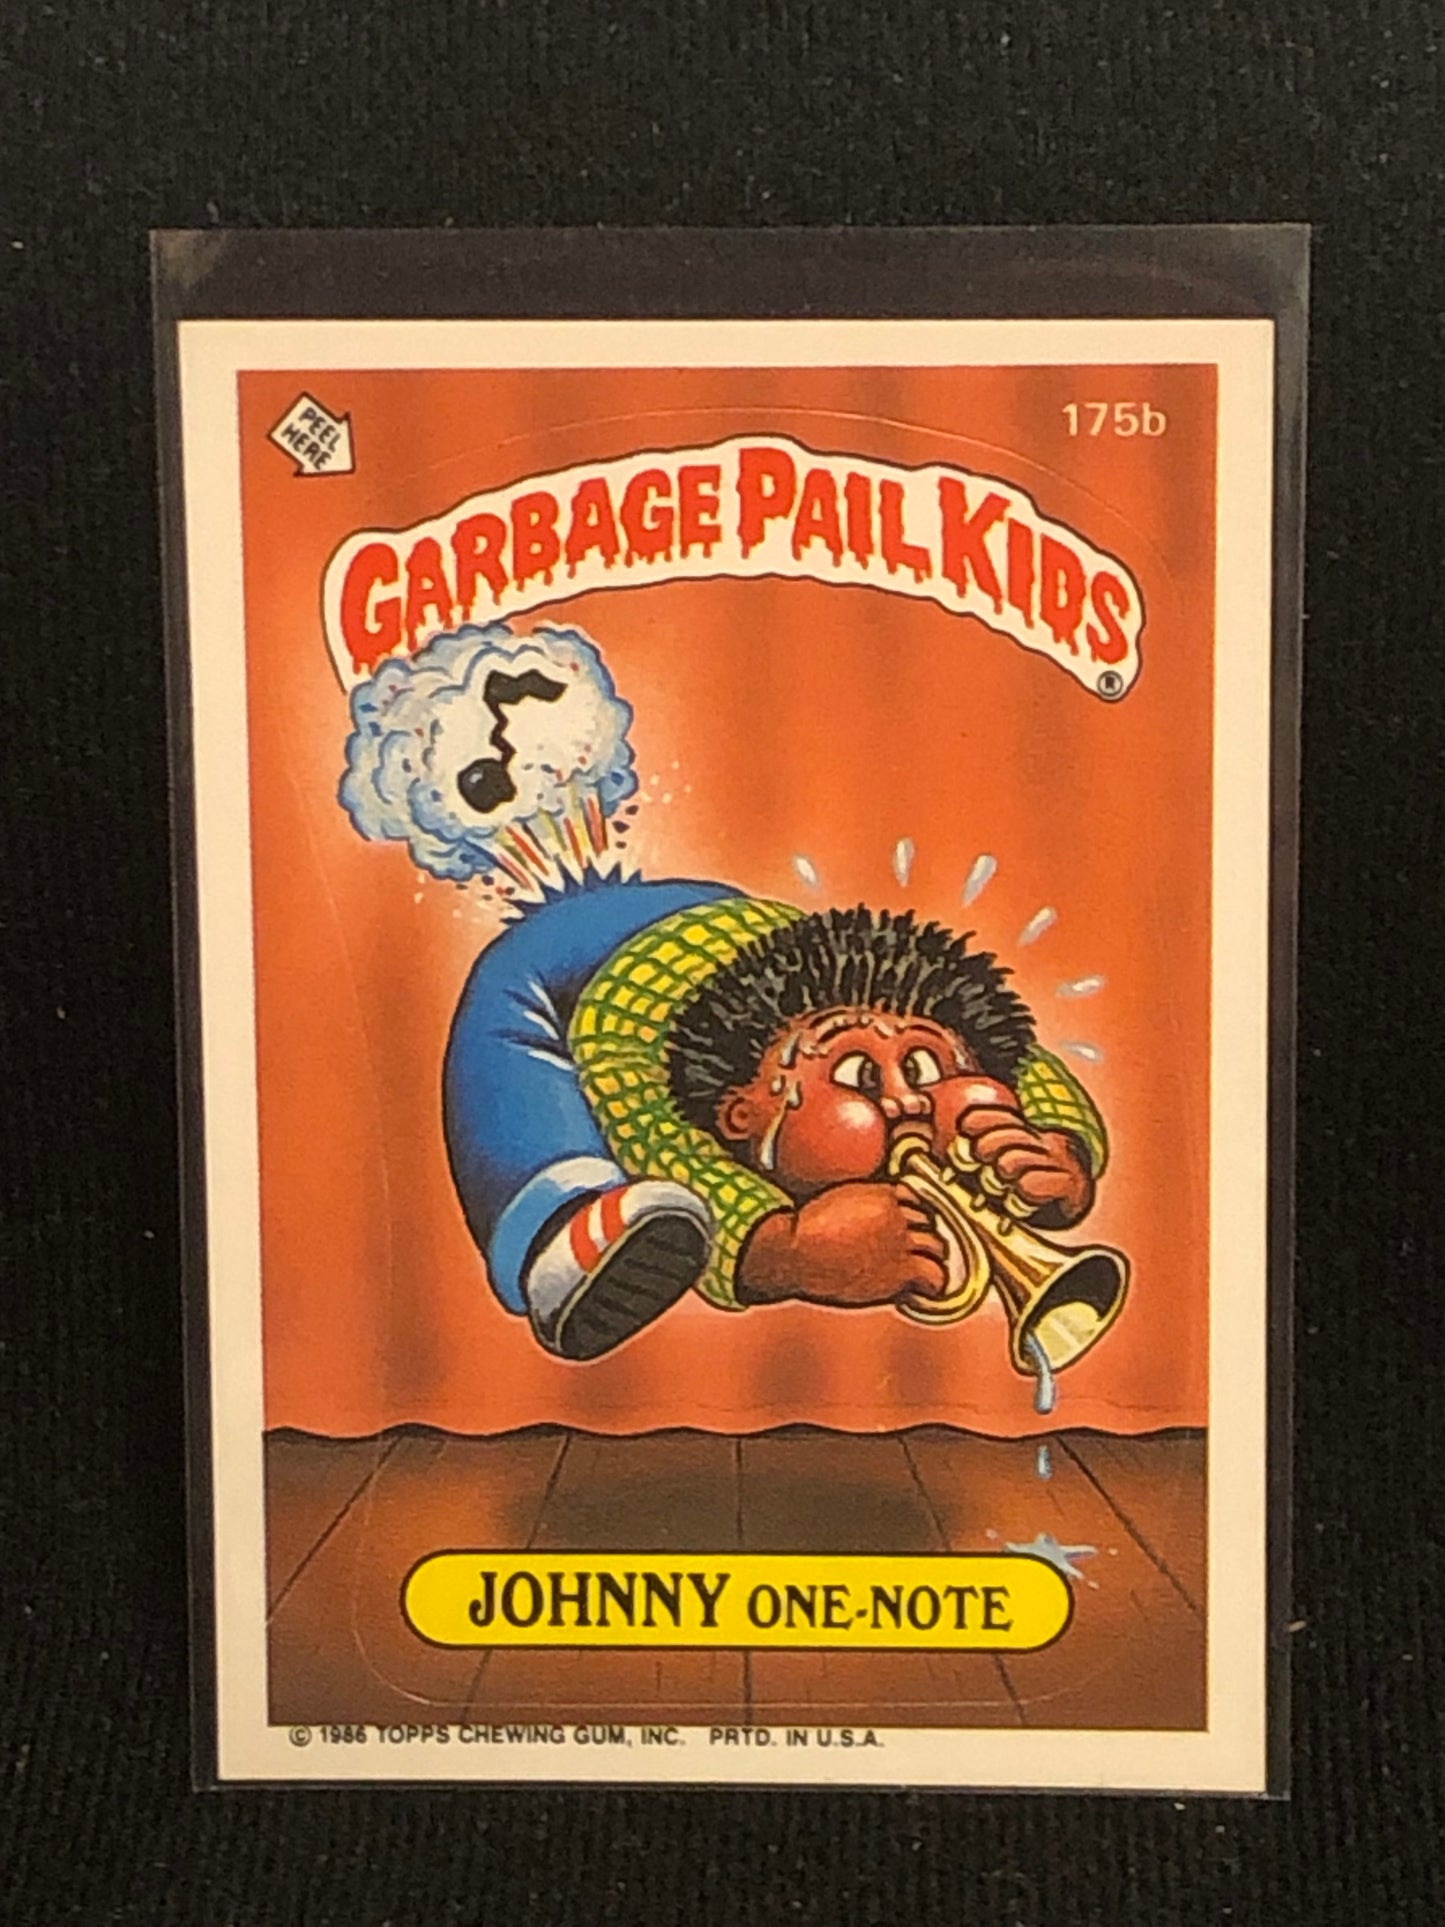 PEEL
HERE
175b
GARBAGE PAIL KIDS
®
JOHNNY ONE-NOTE
© 1986 TOPPS CHEWING GUM, INC. PRTD. IN U.S.A.